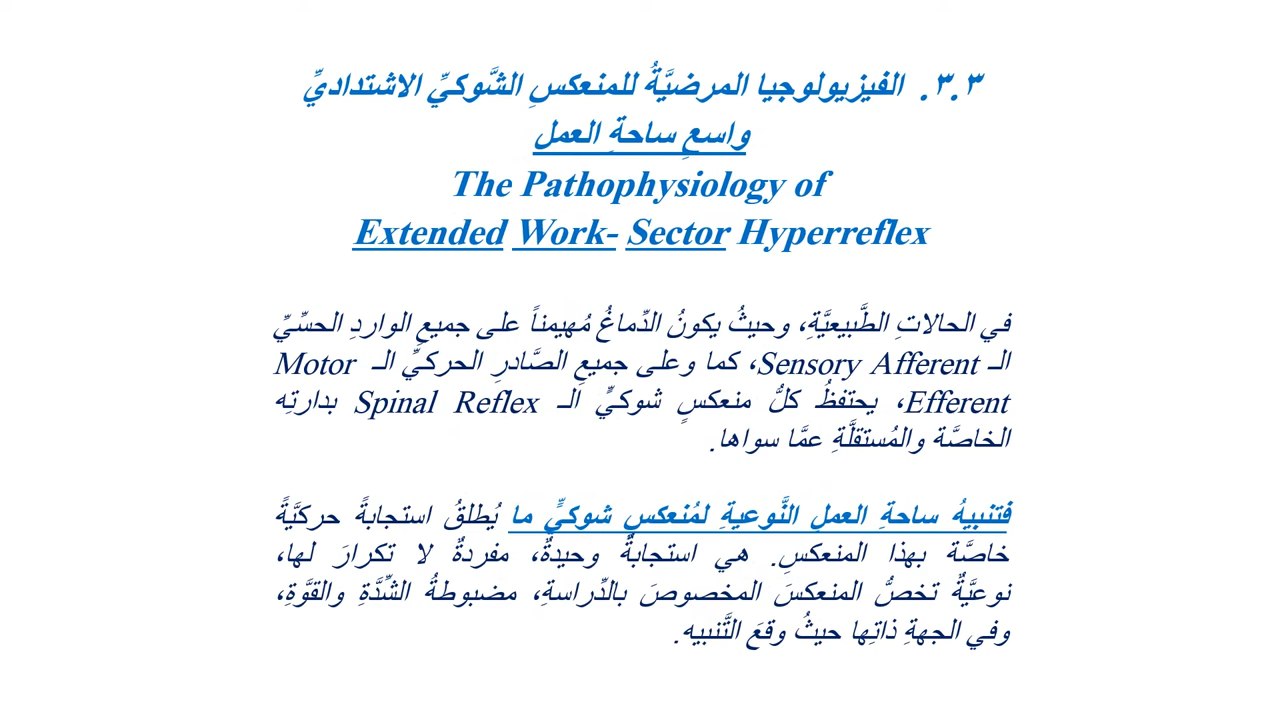 ٣.٣. الفيزيولوجيا المرضيَّةُ للمنعكسِ الشَّوكيِّ الاشتداديِّ
واسعِ ساحةِ العمل
The Pathophysiology of
Extended Work- Sector Hyperreflex
في الحالاتِ الطَّبيعيَّةِ، وحيثُ يكونُ الدِّماغُ مُهيمناً على جميعِ الواردِ الحسِّيِّ
الـ Sensory Afferent، كما وعلى جميعِ الصَّادرِ الحركيِّ الـ Motor
Efferent، يحتفظُ كلُّ منعكسٍ شوكيٍّ الـ Spinal Reflex بدارتِه
الخاصَّة والمُستقلَّةِ عمَّا سواها.
فتنبيهُ ساحةِ العملِ النَّوعيةِ لمُنعكسٍ شوكيٍّ ما يُطلقُ استجابةً حركيَّةً
خاصَّة بهذا المنعكسِ. هي استجابةٌ وحيدةٌ، مفردةٌ لا تكرارَ لها،
نوعيَّةٌ تخصُّ المنعكسَ المخصوصَ بالدِّراسةِ، مضبوطةُ الشِّدَّةِ والقوَّةِ،
وفي الجهةِ ذاتِها حيثُ وقعَ التَّنبيه.